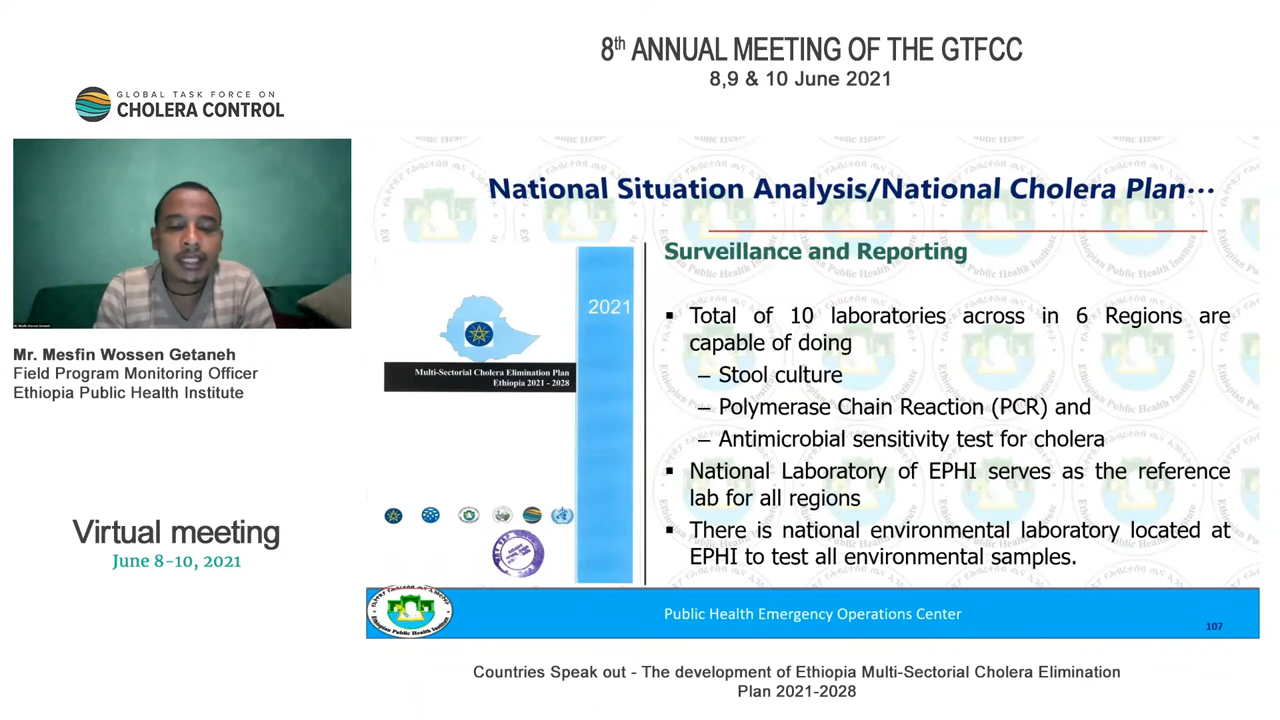 8th ANNUAL MEETING OF THE GTFCC
8,9 & 10 June 2021
GLOBAL TASK FORCE ON
CHOLERA CONTROL
Mr. Mesfin Wossen Getaneh
Field Program Monitoring Officer
Ethiopia Public Health Institute
Virtual meeting
June 8-10, 2021
National Situation Analysis/National Cholera Plan...
2021
Multi-Sectorial Cholera Elimination Plan
Ethiopia 2021 - 2028
Surveillance and Reporting
▪ Total of 10 laboratories across in 6 Regions are
capable of doing
– Stool culture
– Polymerase Chain Reaction (PCR) and
– Antimicrobial sensitivity test for cholera
▪ National Laboratory of EPHI serves as the reference
lab for all regions
▪ There is national environmental laboratory located at
EPHI to test all environmental samples.
Ethiopian Public Health Institute
Public Health Emergency Operations Center
107
Countries Speak out - The development of Ethiopia Multi-Sectorial Cholera Elimination
Plan 2021-2028